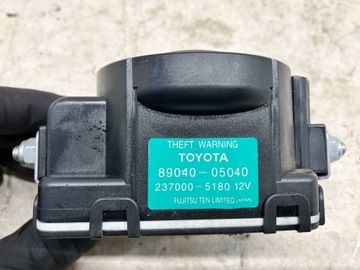 THEFT WARNING
TOYOTA
89040-05040
237000-5180 12V
FUJITSU TEN LIMITED JAPAN